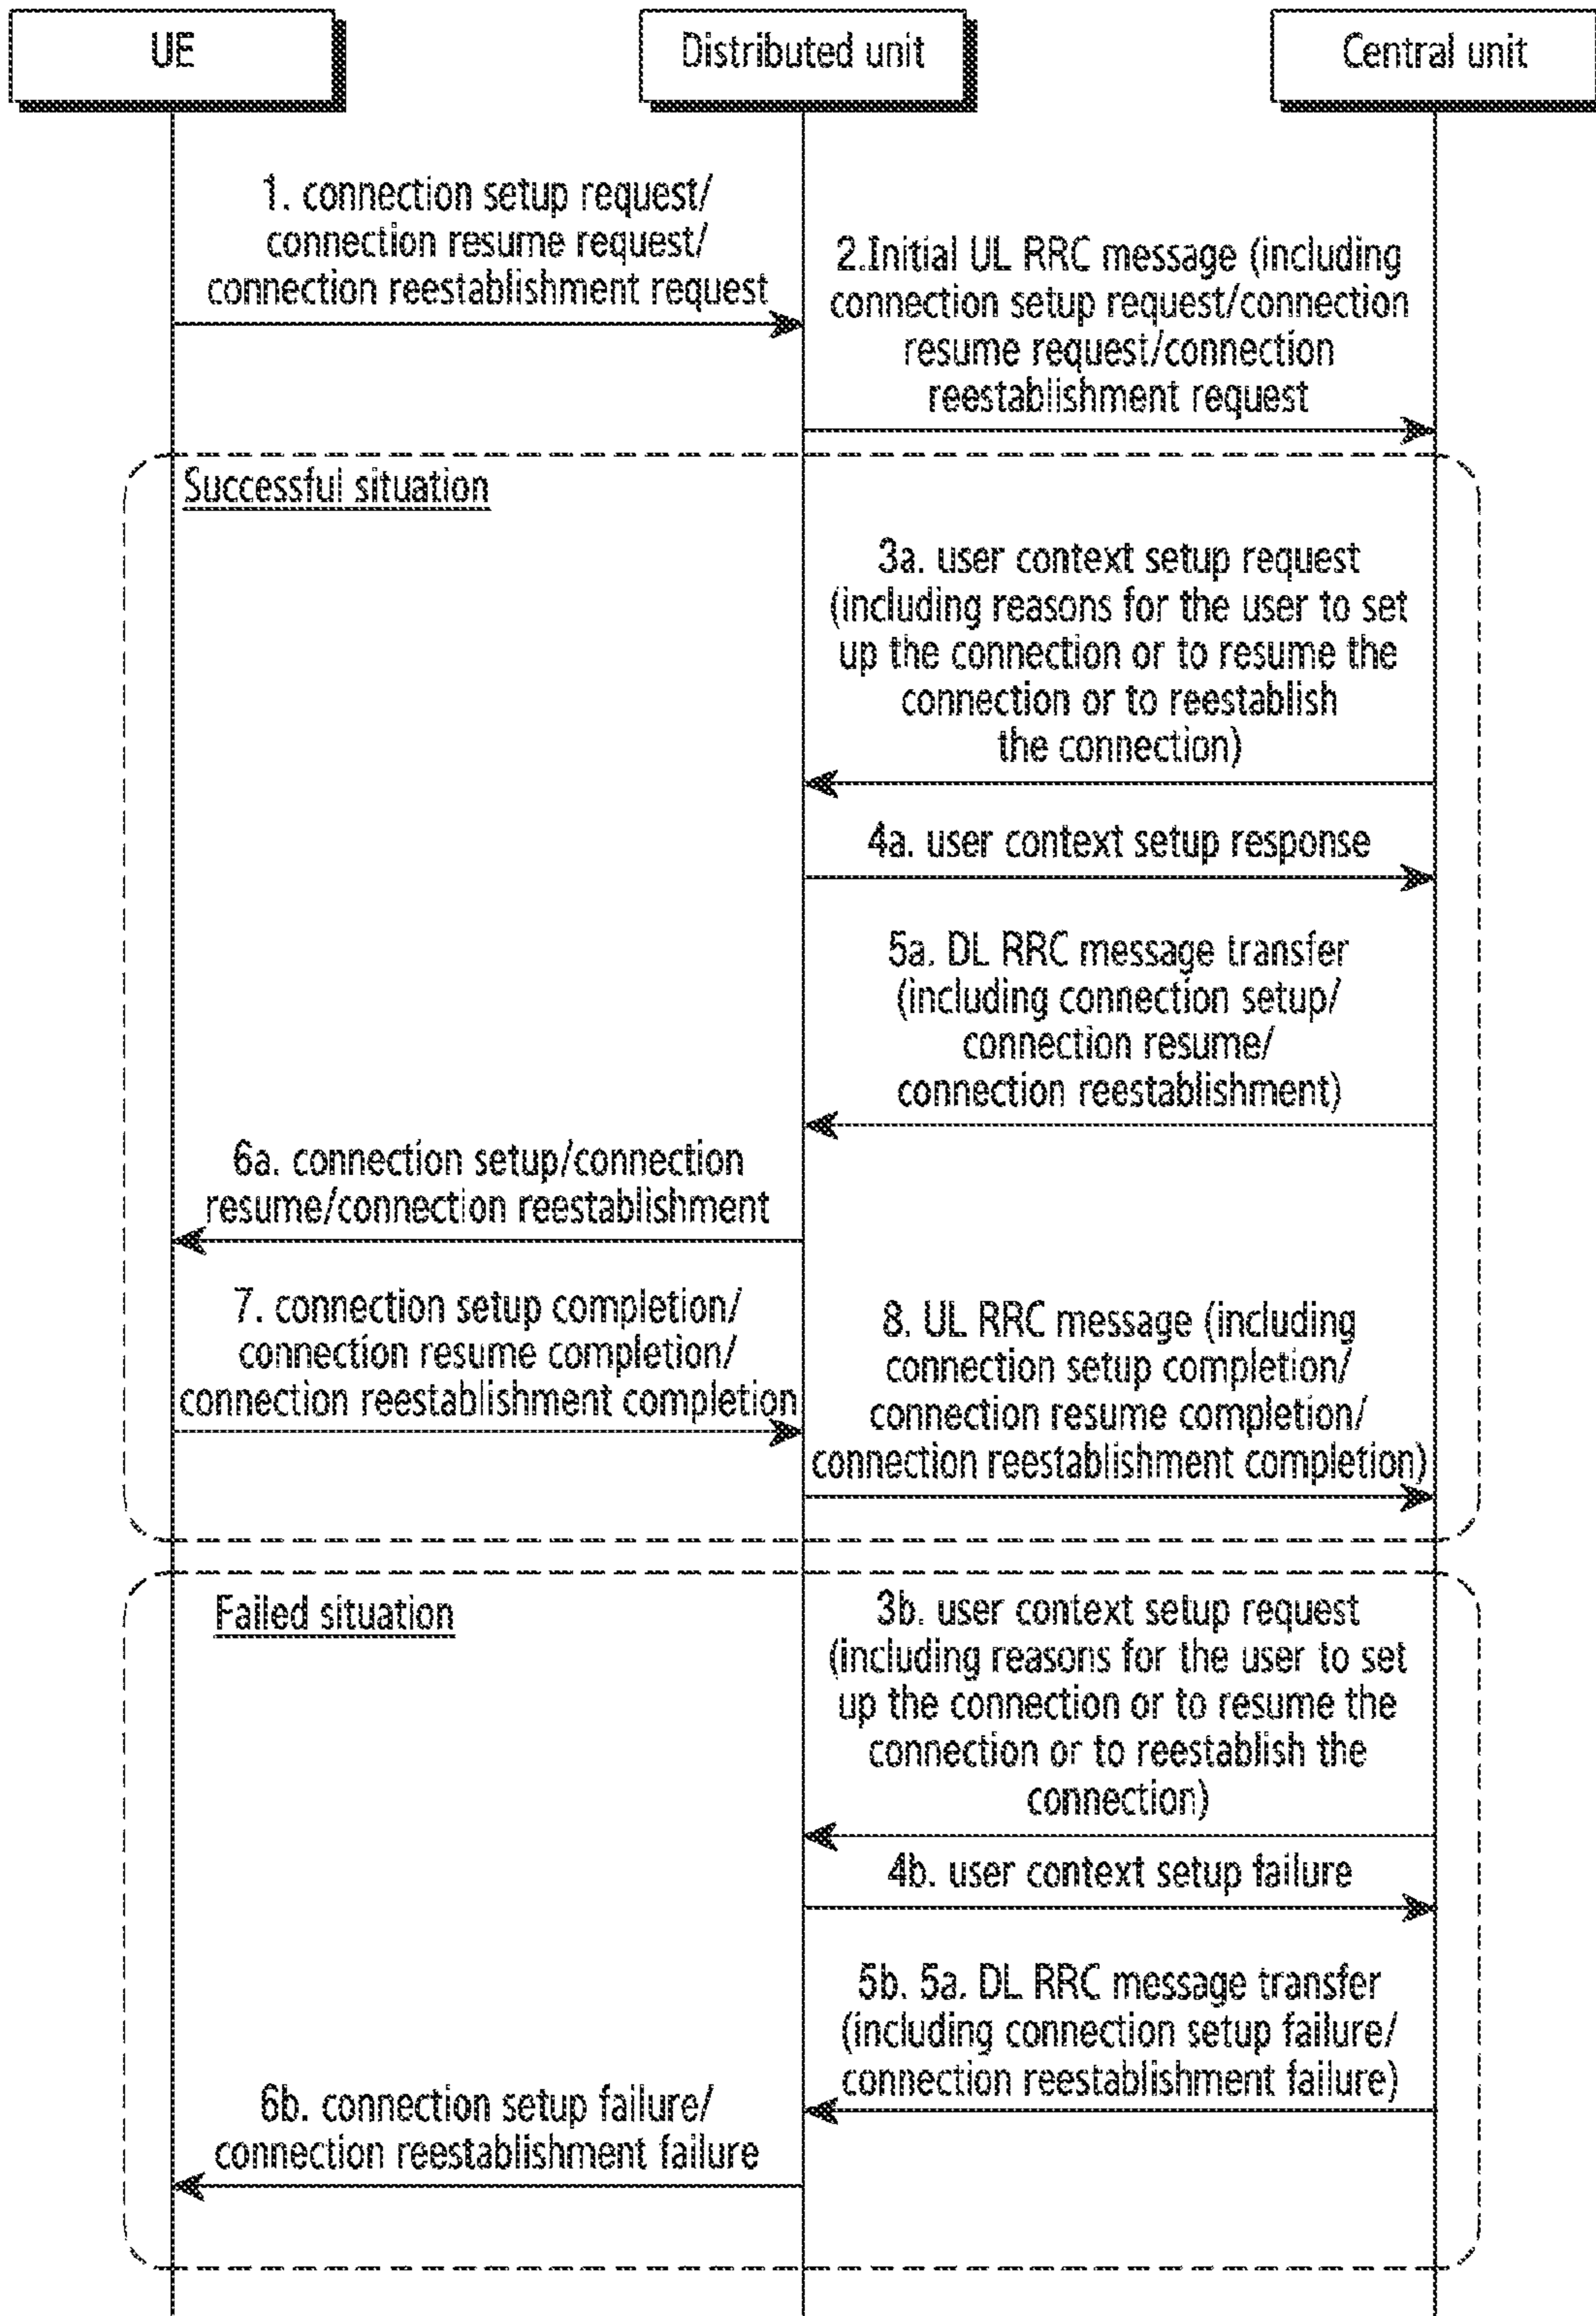 UE
Distributed unit
Central unit
1. connection setup request/
connection resume request/
connection reestablishment request
2.Initial UL RRC message (including
connection setup request/connection
resume request/connection
reestablishment request
Successful situation
3a. user context setup request
(including reasons for the user to set
up the connection or to resume the
connection or to reestablish
the connection)
4a. user context setup response
5a. DL RRC message transfer
(including connection setup/
connection resume/
connection reestablishment)
6a. connection setup/connection
resume/connection reestablishment
7. connection setup completion/
connection resume completion/
connection reestablishment completion
8. UL RRC message (including
connection setup completion/
connection resume completion/
connection reestablishment completion)
Failed situation
3b. user context setup request
(including reasons for the user to set
up the connection or to resume the
connection or to reestablish the
connection)
4b. user context setup failure
5b. 5a. DL RRC message transfer
(including connection setup failure/
connection reestablishment failure)
6b. connection setup failure/
connection reestablishment failure